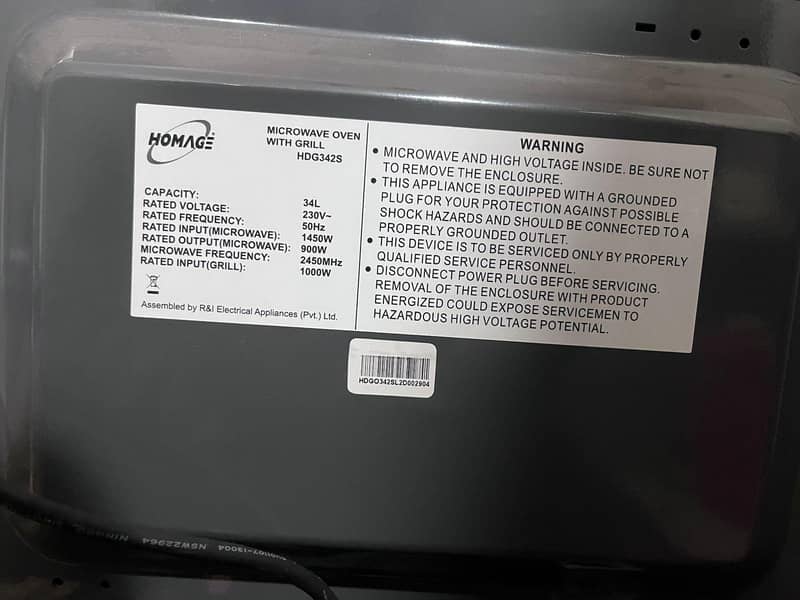 HOMAGE
MICROWAVE OVEN
WITH GRILL
HDG342S
CAPACITY: 34L
RATED VOLTAGE: 230V~
RATED FREQUENCY: 50Hz
RATED INPUT(MICROWAVE): 1450W
RATED OUTPUT(MICROWAVE): 900W
MICROWAVE FREQUENCY: 2450MHz
RATED INPUT(GRILL): 1000W
Assembled by R&I Electrical Appliances (Pvt.) Ltd.
WARNING
• MICROWAVE AND HIGH VOLTAGE INSIDE. BE SURE NOT
TO REMOVE THE ENCLOSURE.
• THIS APPLIANCE IS EQUIPPED WITH A GROUNDED
PLUG FOR YOUR PROTECTION AGAINST POSSIBLE
SHOCK HAZARDS AND SHOULD BE CONNECTED TO A
PROPERLY GROUNDED OUTLET.
• THIS DEVICE IS TO BE SERVICED ONLY BY PROPERLY
QUALIFIED SERVICE PERSONNEL.
• DISCONNECT POWER PLUG BEFORE SERVICING.
REMOVAL OF THE ENCLOSURE WITH PRODUCT
ENERGIZED COULD EXPOSE SERVICEMEN TO
HAZARDOUS HIGH VOLTAGE POTENTIAL.
HDGO342SL2D002904
NSW22964